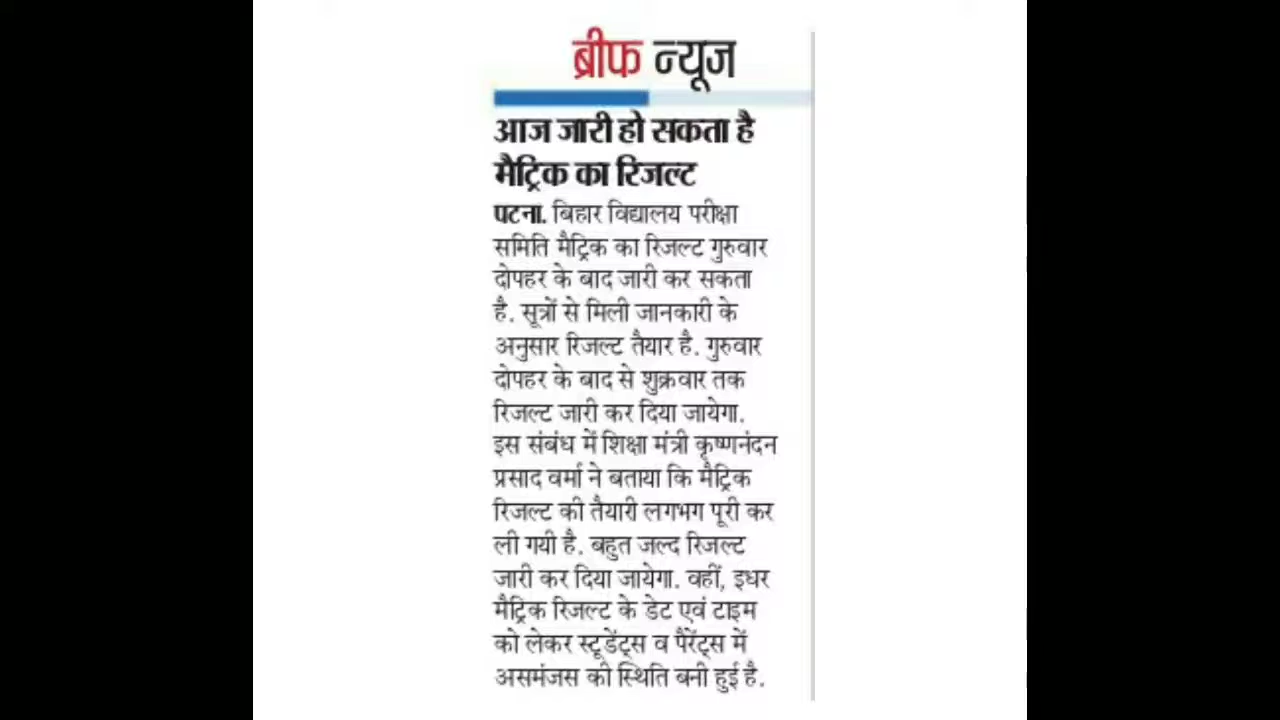 ब्रीफ न्यूज
आज जारी हो सकता है
मैट्रिक का रिजल्ट
पटना. बिहार विद्यालय परीक्षा
समिति मैट्रिक का रिजल्ट गुरुवार
दोपहर के बाद जारी कर सकता
है. सूत्रों से मिली जानकारी के
अनुसार रिजल्ट तैयार है. गुरुवार
दोपहर के बाद से शुक्रवार तक
रिजल्ट जारी कर दिया जायेगा.
इस संबंध में शिक्षा मंत्री कृष्णनंदन
प्रसाद वर्मा ने बताया कि मैट्रिक
रिजल्ट की तैयारी लगभग पूरी कर
ली गयी है. बहुत जल्द रिजल्ट
जारी कर दिया जायेगा. वहीं, इधर
मैट्रिक रिजल्ट के डेट एवं टाइम
को लेकर स्टूडेंट्स व पैरेंट्स में
असमंजस की स्थिति बनी हुई है.